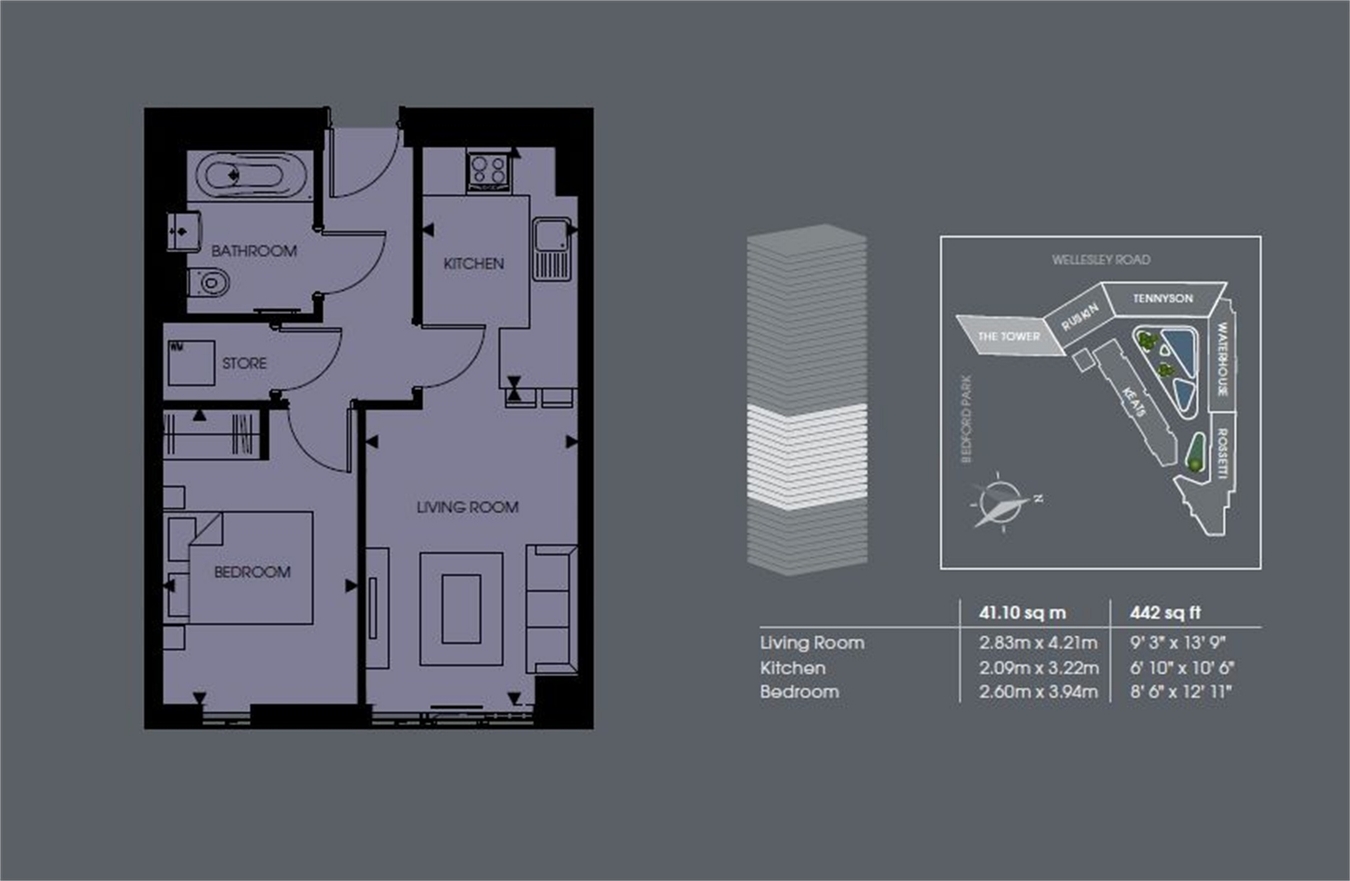 BATHROOM
KITCHEN
WM
STORE
LIVING ROOM
BEDROOM
WELLESLEY ROAD
TENNYSON
RUSKIN
THE TOWER
WATERHOUSE
KEATS
BEDFORD PARK
ROSSETTI
N
41.10 sq m 442 sq ft
Living Room 2.83m x 4.21m 9' 3" x 13' 9"
Kitchen 2.09m x 3.22m 6' 10" x 10' 6"
Bedroom 2.60m x 3.94m 8' 6" x 12' 11"